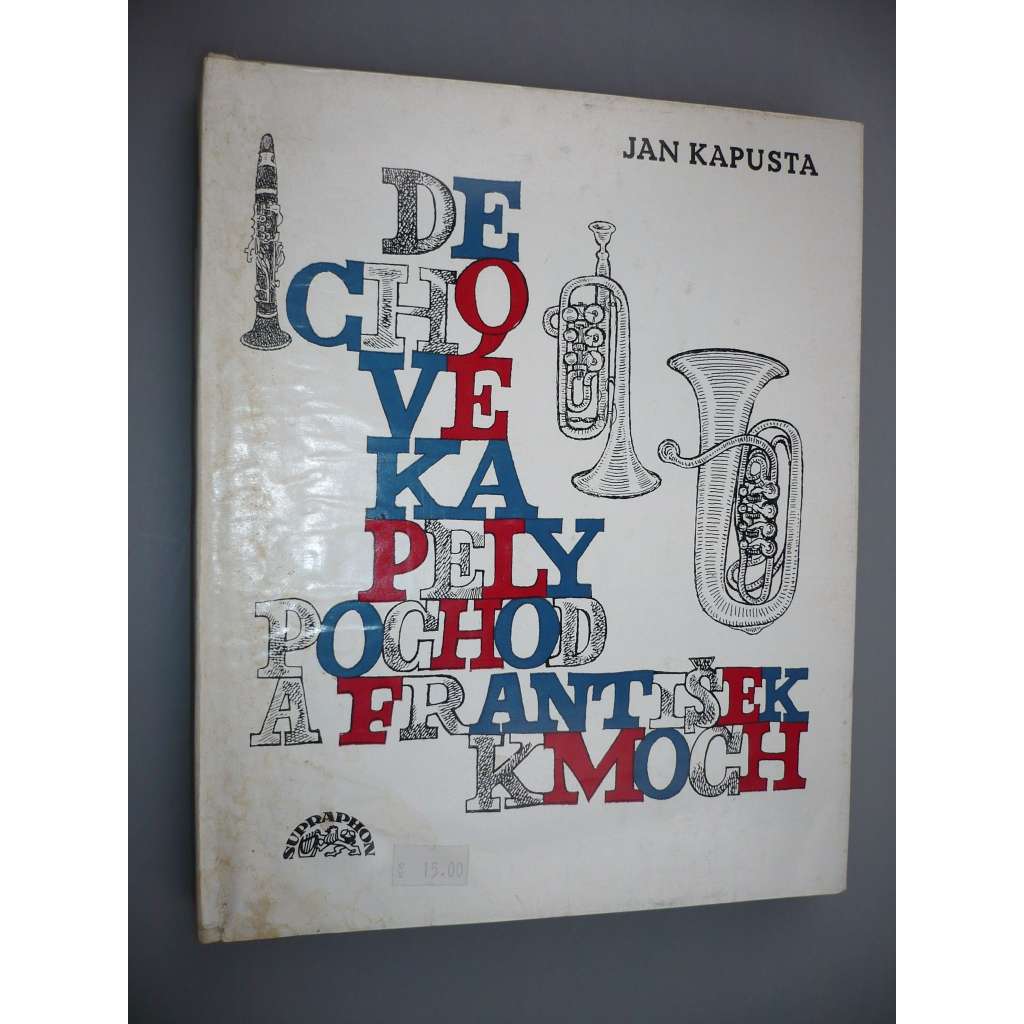 JAN KAPUSTA
DE
CHO
VÉ
KA
PELY
POCHOD
A FRANTIŠEK
KMOCH
SUPRAPHON
15.00